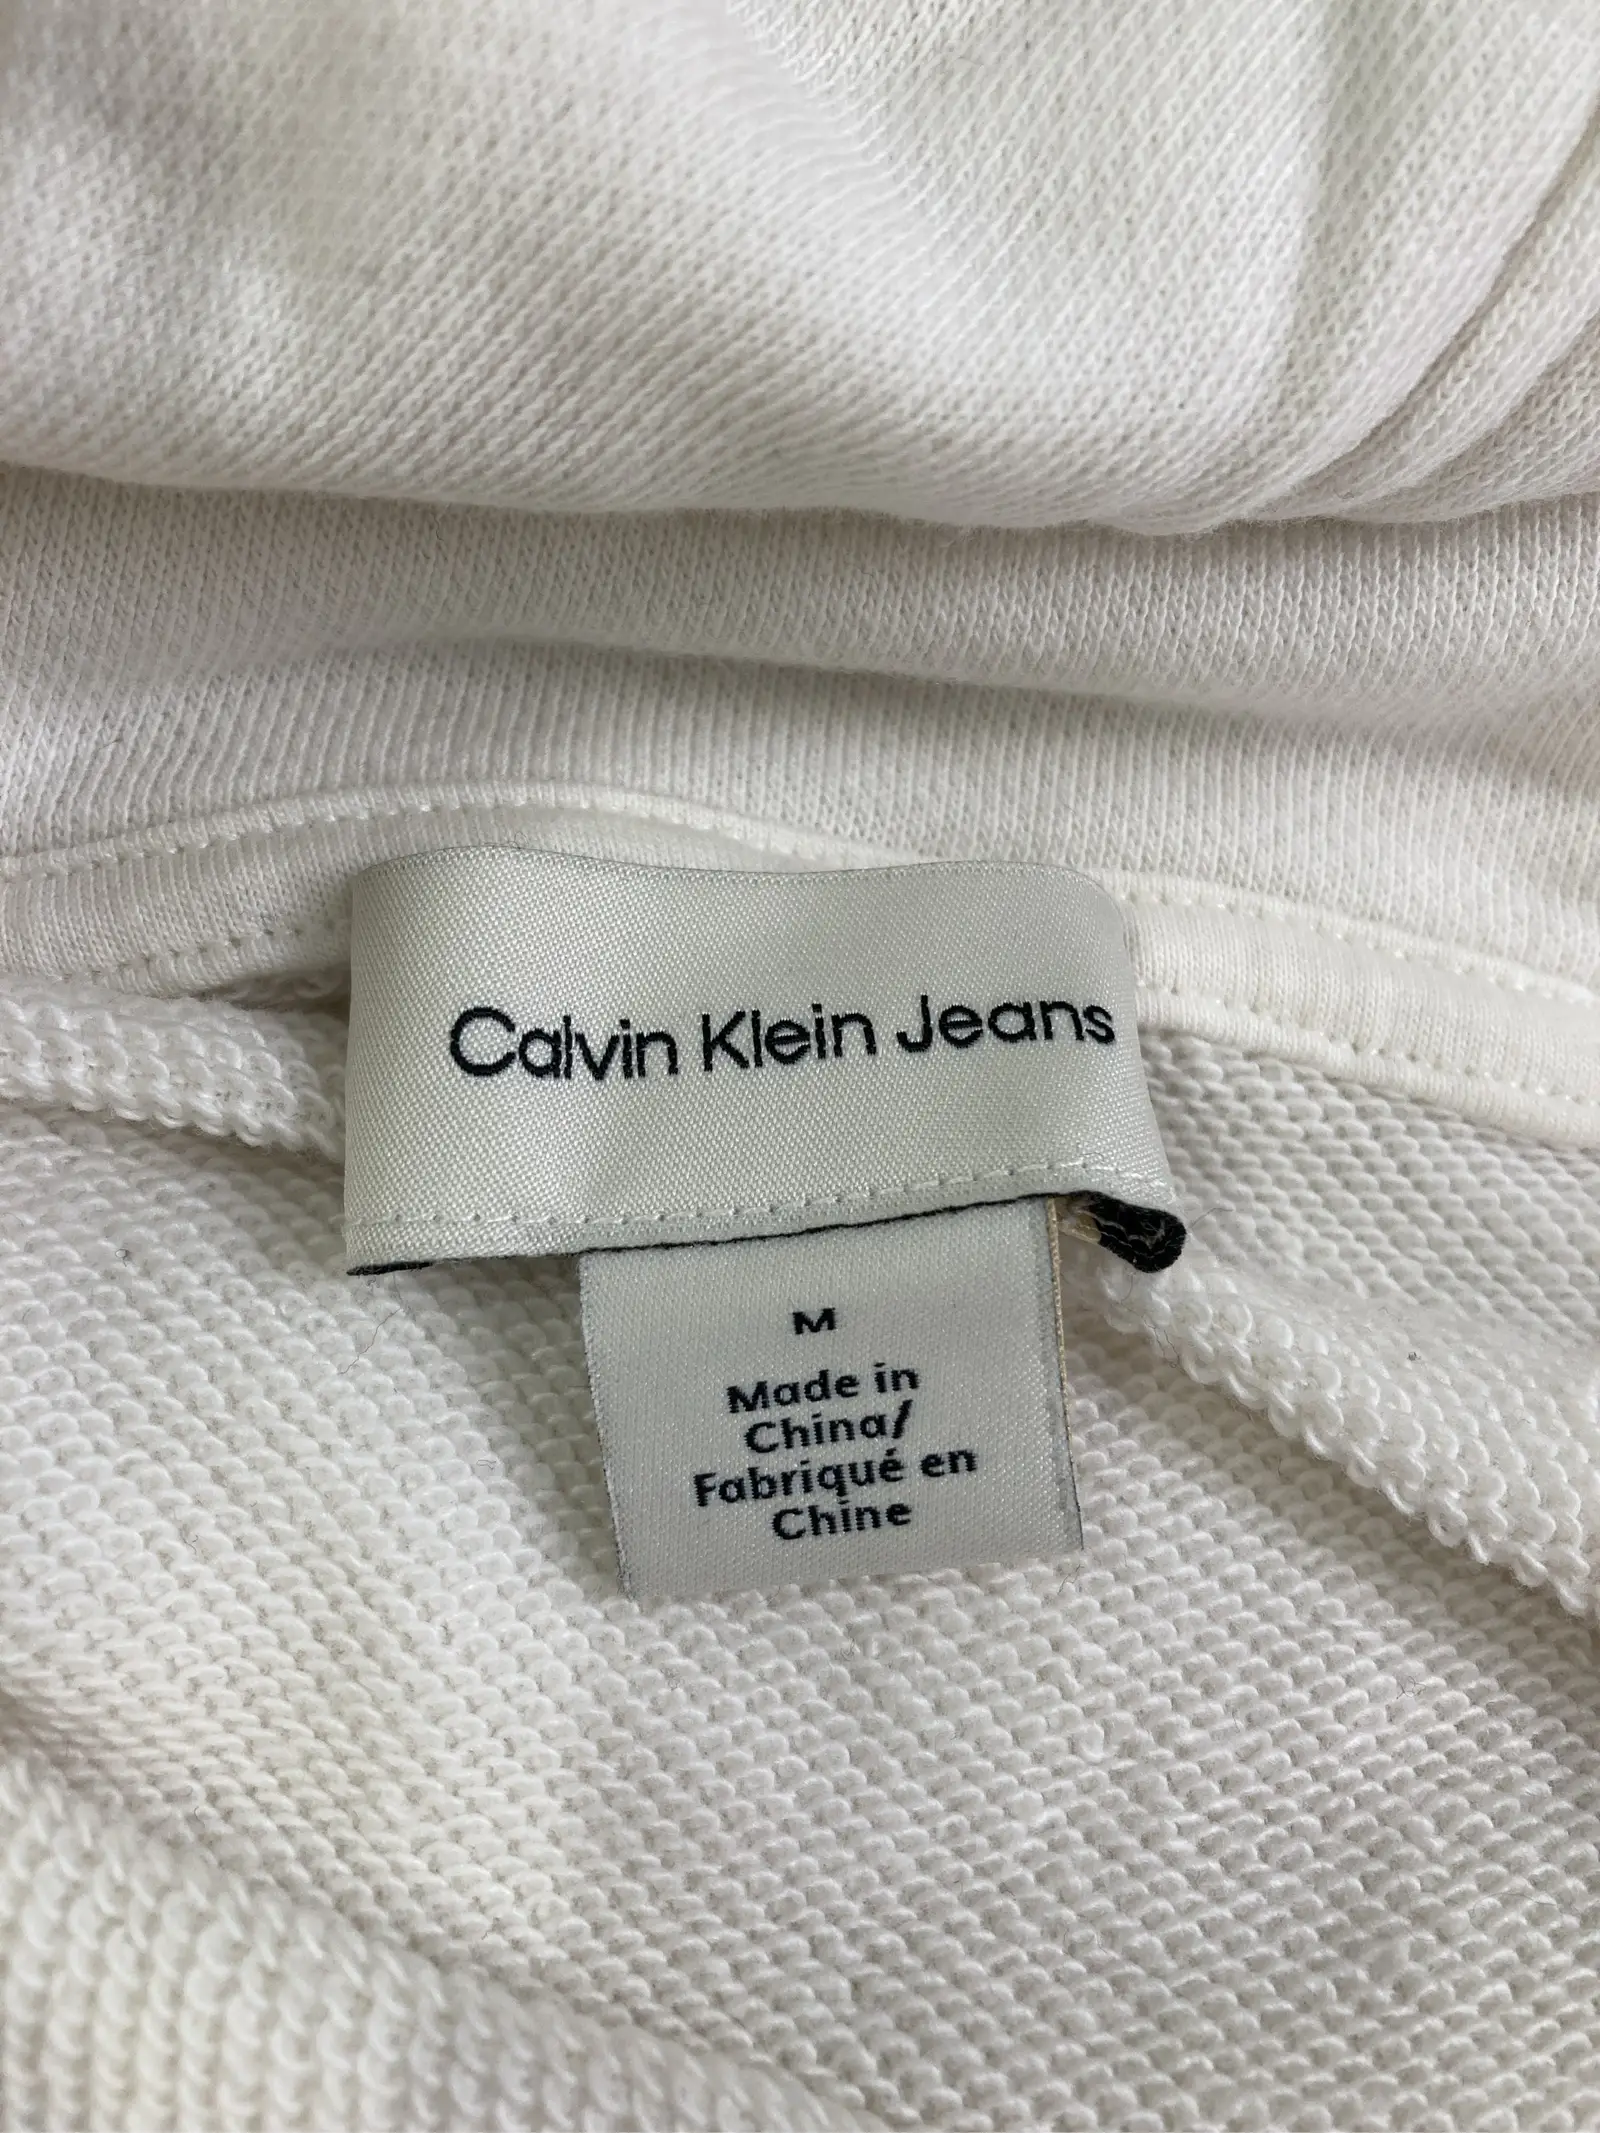 Calvin Klein Jeans
M
Made in
China/
Fabriqué en
Chine